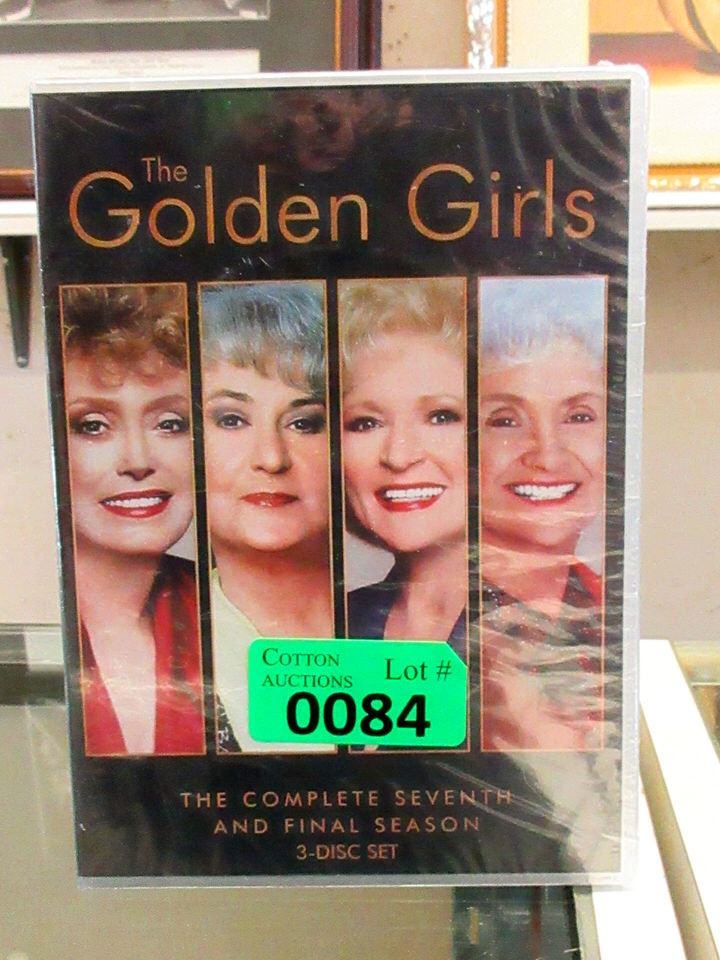 The
Golden Girls
COTTON
AUCTIONS
Lot #
0084
THE COMPLETE SEVENTH
AND FINAL SEASON
3-DISC SET